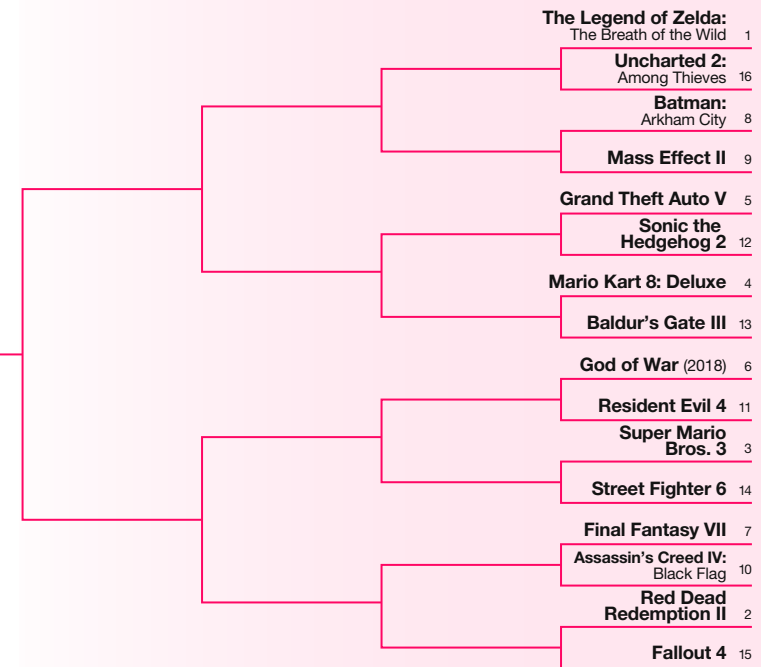 The Legend of Zelda:
The Breath of the Wild 1
Uncharted 2:
Among Thieves 16
Batman:
Arkham City 8
Mass Effect II 9
Grand Theft Auto V 5
Sonic the
Hedgehog 2 12
Mario Kart 8: Deluxe 4
Baldur's Gate III 13
God of War (2018) 6
Resident Evil 4 11
Super Mario
Bros. 3 3
Street Fighter 6 14
Final Fantasy VII 7
Assassin's Creed IV:
Black Flag 10
Red Dead
Redemption II 2
Fallout 4 15